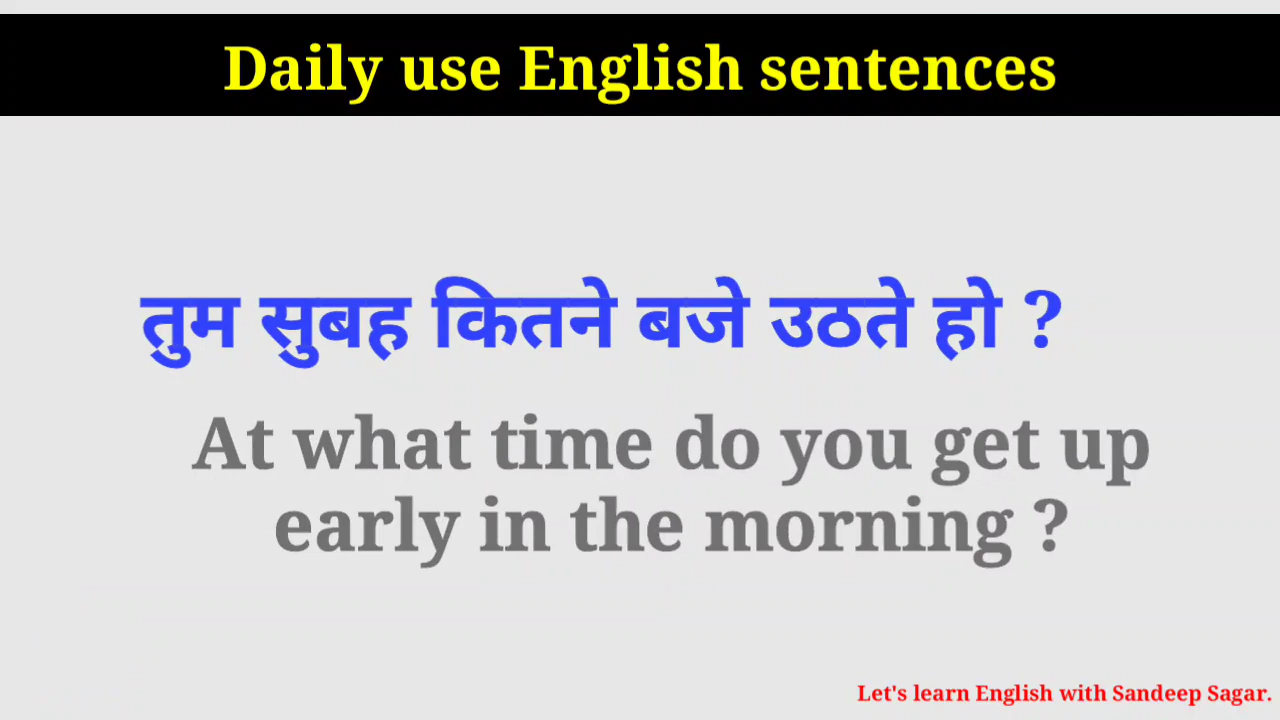 Daily use English sentences
तुम सुबह कितने बजे उठते हो ?
At what time do you get up
early in the morning ?
Let's learn English with Sandeep Sagar.